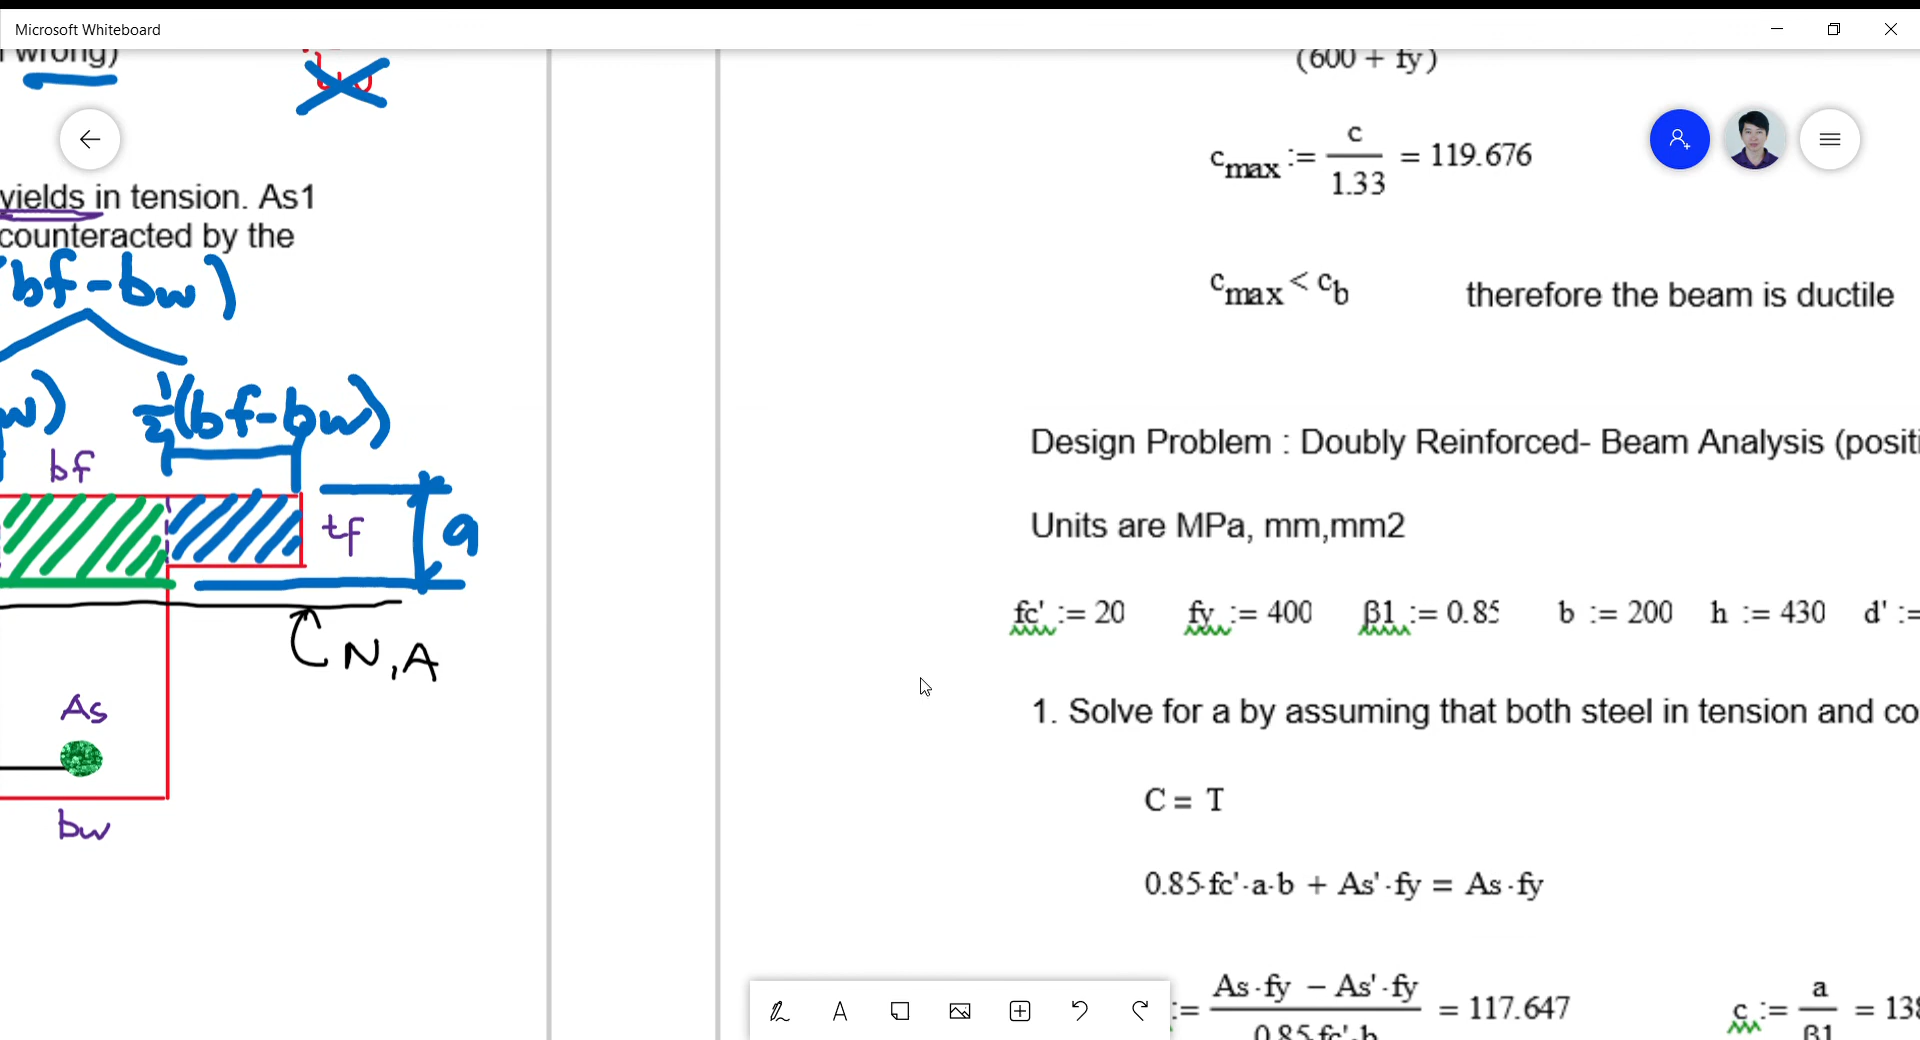 Microsoft Whiteboard
wrong)
yields in tension. As1
counteracted by the
(bf-bw)
w) 1/2(bf-bw)
bf
tf a
N.A
As
bw
(600 + fy)
cmax := c/1.33 = 119.676
cmax < cb therefore the beam is ductile
Design Problem : Doubly Reinforced- Beam Analysis (positi
Units are MPa, mm,mm2
fc' := 20 fy := 400 β1 := 0.85 b := 200 h := 430 d' :=
1. Solve for a by assuming that both steel in tension and co
C = T
0.85·fc'·a·b + As'·fy = As·fy
:= As·fy − As'·fy / 0.85·fc'·b = 117.647 c := a/β1 = 138